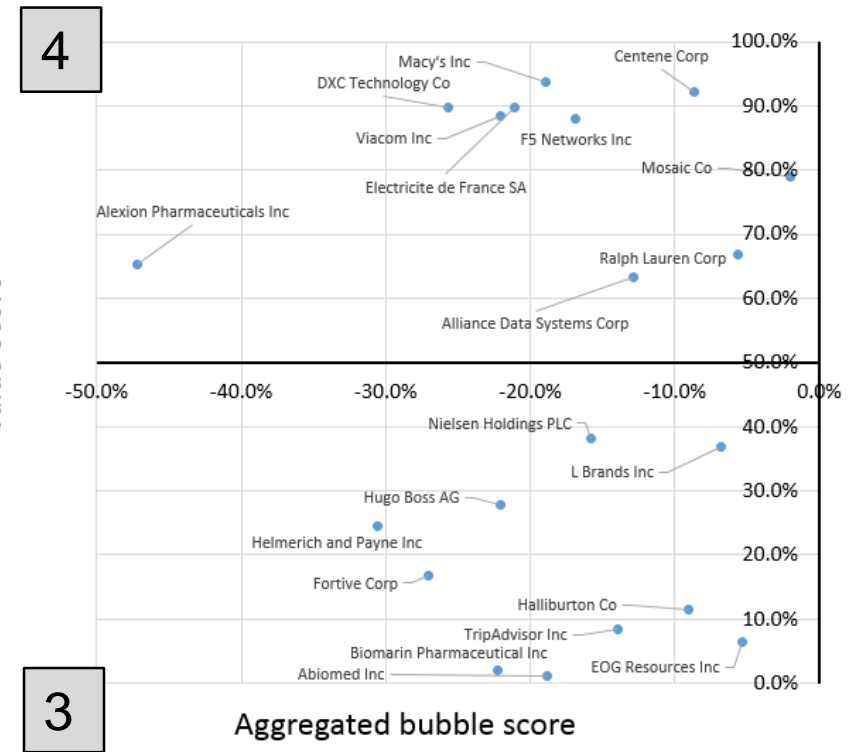 4
100.0%
Centene Corp
Macy's Inc
DXC Technology Co
90.0%
Viacom Inc
F5 Networks Inc
Mosaic Co
80.0%
Electricite de France SA
Alexion Pharmaceuticals Inc
70.0%
Ralph Lauren Corp
60.0%
Alliance Data Systems Corp
50.0%
-50.0% -40.0% -30.0% -20.0% -10.0% 0.0%
Nielsen Holdings PLC
40.0%
L Brands Inc
Hugo Boss AG
30.0%
Helmerich and Payne Inc
20.0%
Fortive Corp
Halliburton Co
10.0%
TripAdvisor Inc
Biomarin Pharmaceutical Inc
EOG Resources Inc
Abiomed Inc
0.0%
3
Aggregated bubble score